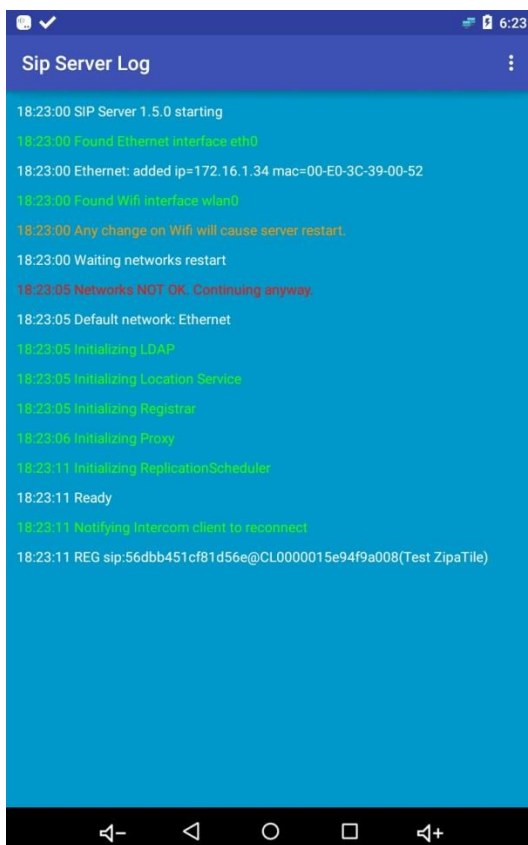 6:23
Sip Server Log
18:23:00 SIP Server 1.5.0 starting
18:23:00 Found Ethernet interface eth0
18:23:00 Ethernet: added ip=172.16.1.34 mac=00-E0-3C-39-00-52
18:23:00 Found Wifi interface wlan0
18:23:00 Any change on Wifi will cause server restart.
18:23:00 Waiting networks restart
18:23:05 Networks NOT OK. Continuing anyway.
18:23:05 Default network: Ethernet
18:23:05 Initializing LDAP
18:23:05 Initializing Location Service
18:23:05 Initializing Registrar
18:23:06 Initializing Proxy
18:23:11 Initializing ReplicationScheduler
18:23:11 Ready
18:23:11 Notifying Intercom client to reconnect
18:23:11 REG sip:56dbb451cf81d56e@CL0000015e94f9a008(Test ZipaTile)